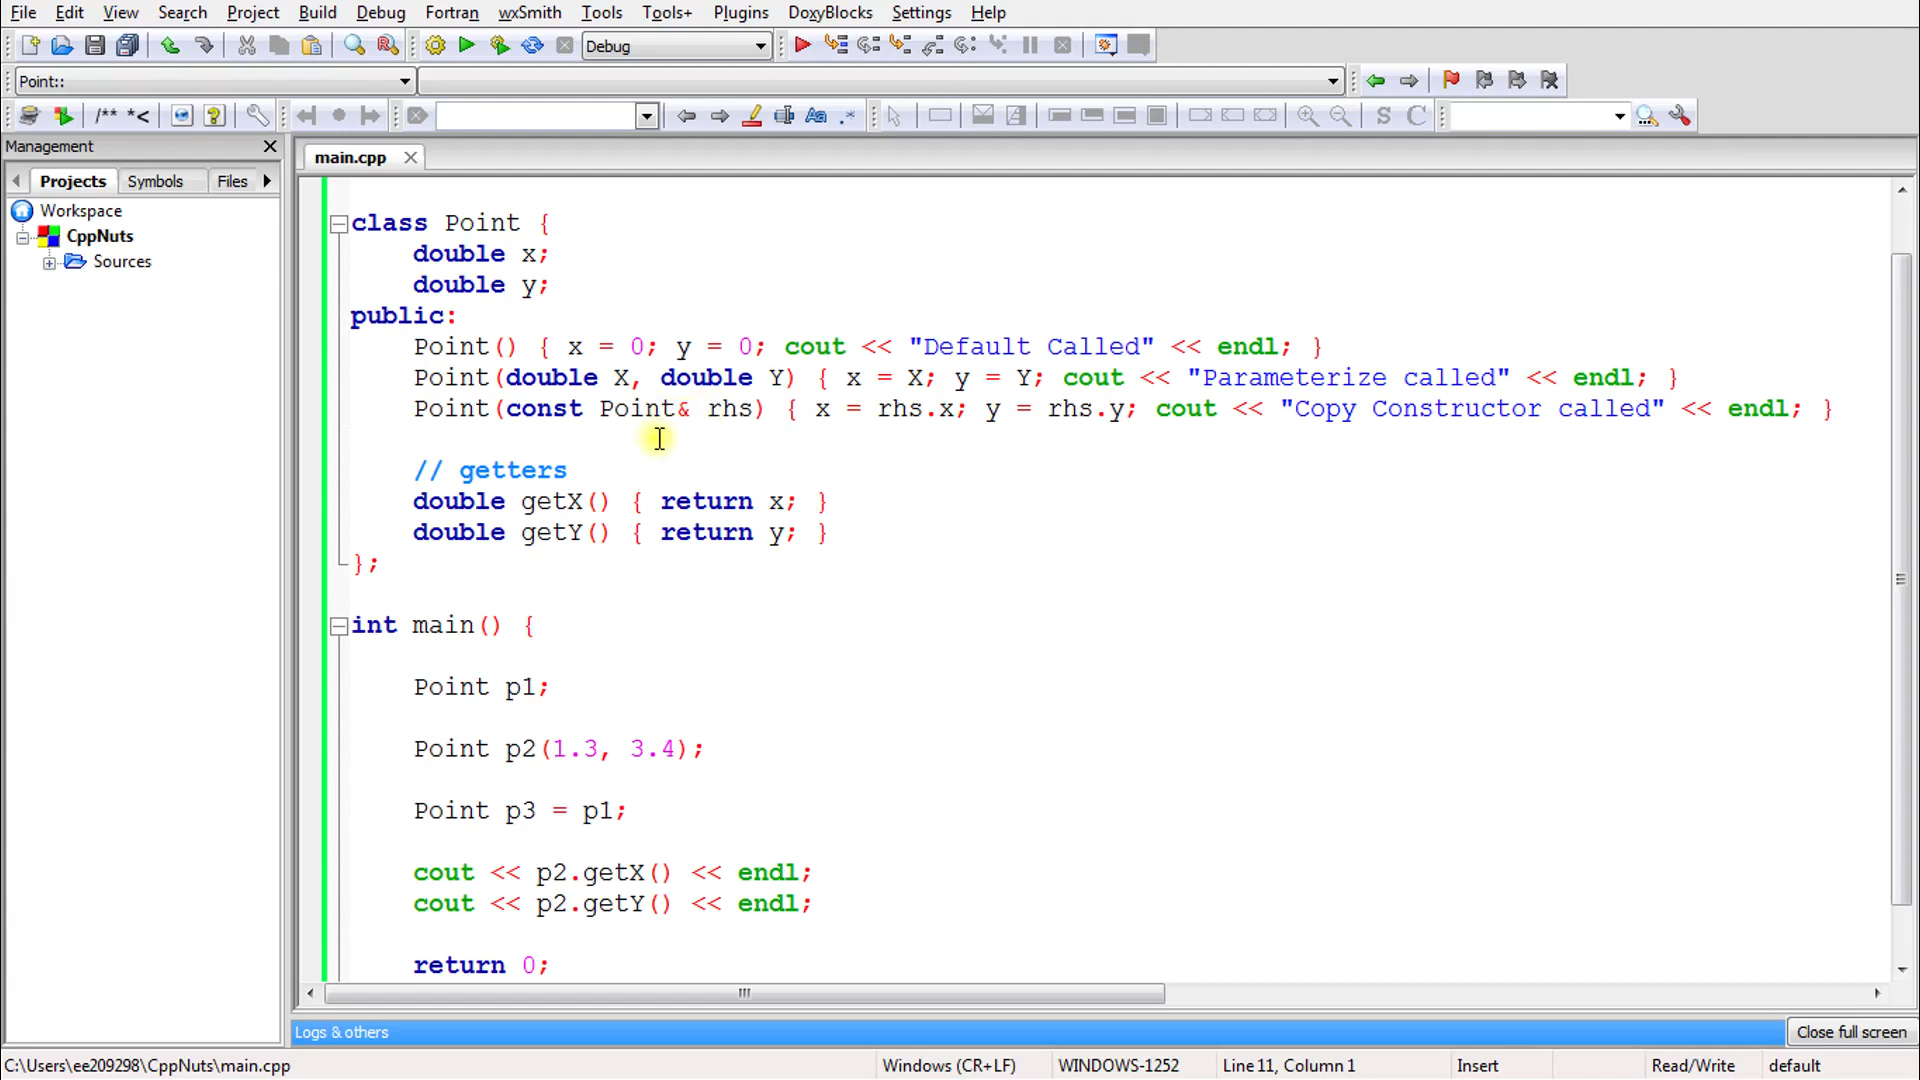 File Edit View Search Project Build Debug Fortran wxSmith Tools Tools+ Plugins DoxyBlocks Settings Help
Debug
Point::
/** *<
S C
Management
main.cpp
Projects Symbols Files
Workspace
CppNuts
Sources
class Point {
double x;
double y;
public:
Point() { x = 0; y = 0; cout << "Default Called" << endl; }
Point(double X, double Y) { x = X; y = Y; cout << "Parameterize called" << endl; }
Point(const Point& rhs) { x = rhs.x; y = rhs.y; cout << "Copy Constructor called" << endl; }
// getters
double getX() { return x; }
double getY() { return y; }
};
int main() {
Point p1;
Point p2(1.3, 3.4);
Point p3 = p1;
cout << p2.getX() << endl;
cout << p2.getY() << endl;
return 0;
Logs & others
Close full screen
C:\Users\ee209298\CppNuts\main.cpp Windows (CR+LF) WINDOWS-1252 Line 11, Column 1 Insert Read/Write default